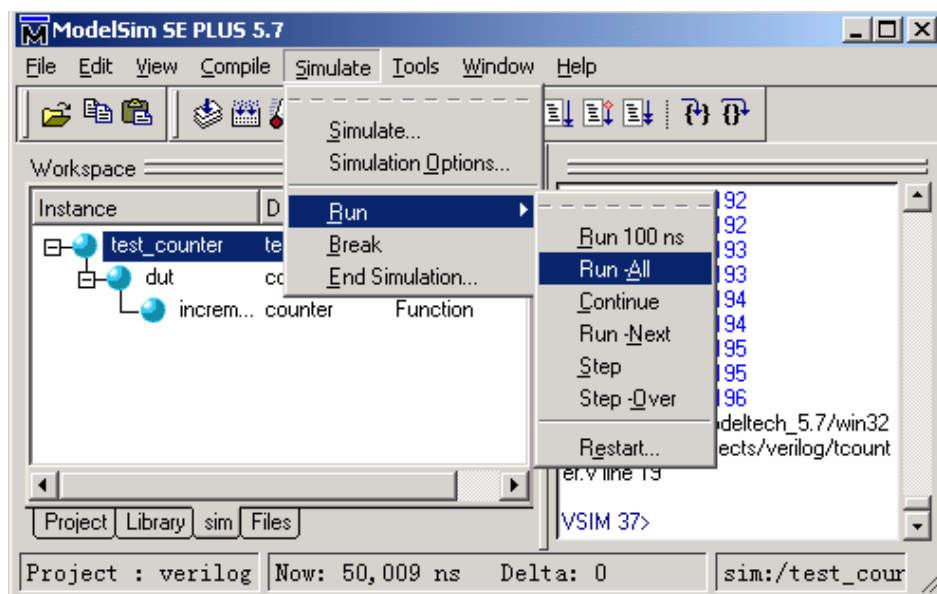 ModelSim SE PLUS 5.7
File Edit View Compile Simulate Tools Window Help
Simulate...
Simulation Options...
Run
Break
End Simulation...
Run 100 ns
Run -All
Continue
Run -Next
Step
Step -Over
Restart...
Workspace
Instance D
test_counter te
dut co
increm... counter Function
Project Library sim Files
192
192
193
193
194
194
195
195
196
deltech_5.7/win32
ects/verilog/tcount
er.v line 19
VSIM 37>
Project : verilog Now: 50,009 ns Delta: 0 sim:/test_cour